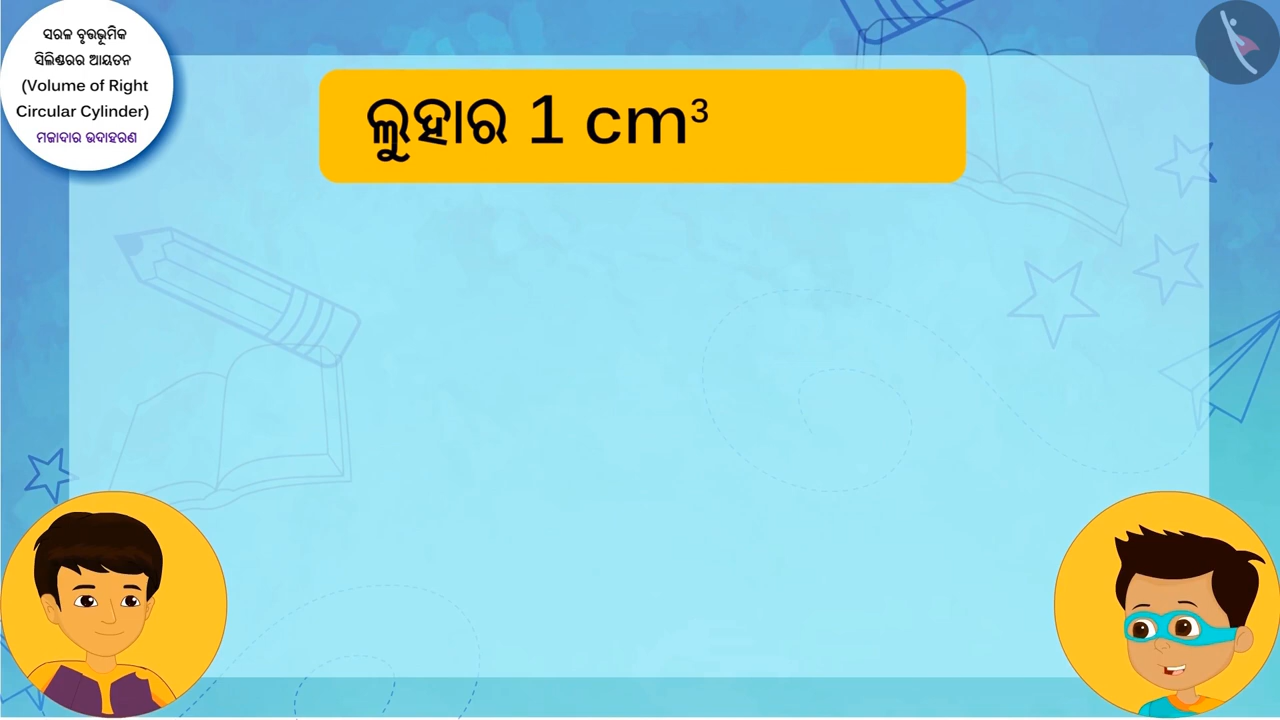 ସରଳ ବୃତ୍ତଭୂମିକ
ସିଲିଣ୍ଡରର ଆୟତନ
(Volume of Right
Circular Cylinder)
ମଜାଦାର ଉଦାହରଣ
ଲୁହାର 1 cm³